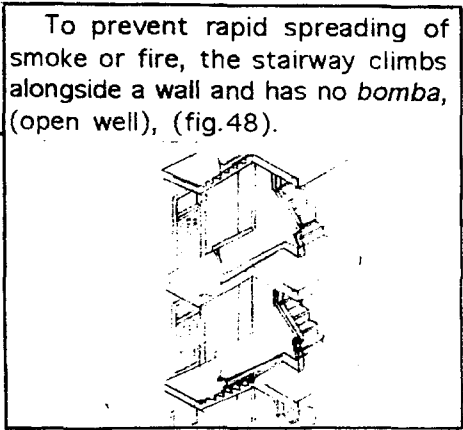 To prevent rapid spreading of
smoke or fire, the stairway climbs
alongside a wall and has no bomba,
(open well), (fig.48).